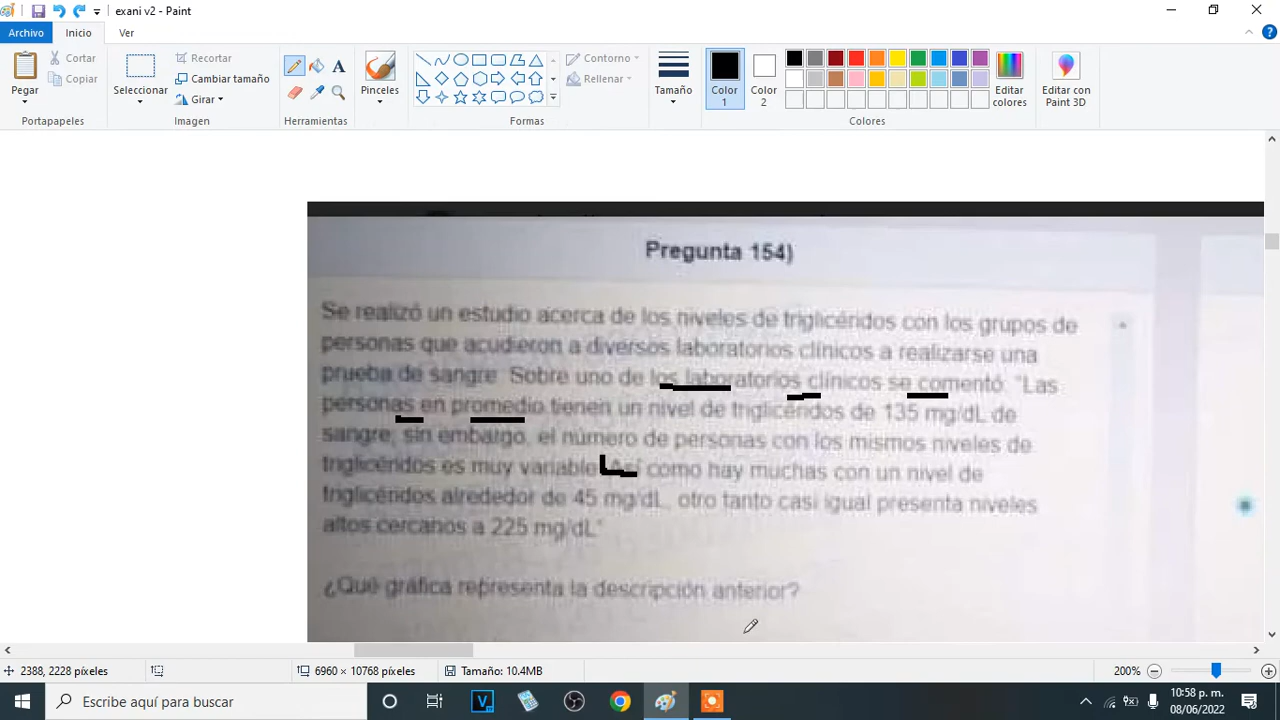 exani v2 - Paint
Archivo Inicio Ver
Pegar
Cortar
Copiar
Portapapeles
Seleccionar
Recortar
Cambiar tamaño
Girar
Imagen
A
Herramientas
Pinceles
Contorno
Rellenar
Formas
Tamaño
Color 1
Color 2
Editar colores
Colores
Editar con Paint 3D
Pregunta 154)
Se realizó un estudio acerca de los niveles de triglicéridos con los grupos de
personas que acudieron a diversos laboratorios clínicos a realizarse una
prueba de sangre. Sobre uno de los laboratorios clínicos se comentó: "Las
personas en promedio tienen un nivel de triglicéridos de 135 mg/dL de
sangre; sin embargo, el número de personas con los mismos niveles de
triglicéridos es muy variable. Así como hay muchas con un nivel de
triglicéridos alrededor de 45 mg/dL, otro tanto casi igual presenta niveles
altos cercanos a 225 mg/dL"
¿Qué gráfica representa la descripción anterior?
2388, 2228 píxeles
6960 × 10768 píxeles
Tamaño: 10.4MB
200%
Escribe aquí para buscar
10:58 p. m.
08/06/2022